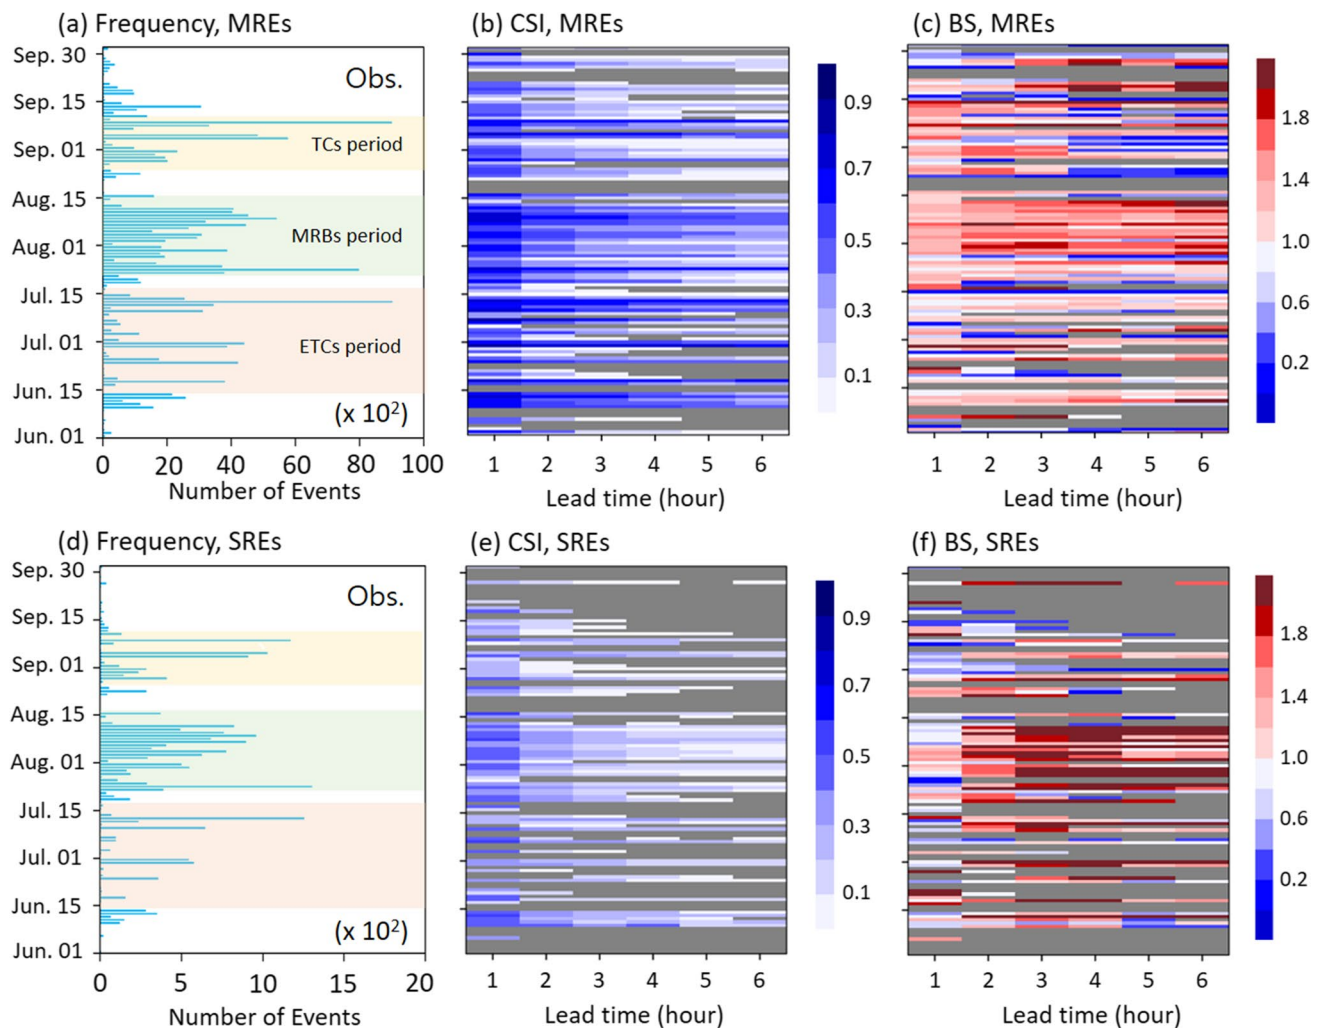 (a) Frequency, MREs
Sep. 30
Sep. 15
Sep. 01
Aug. 15
Aug. 01
Jul. 15
Jul. 01
Jun. 15
Jun. 01
Obs.
TCs period
MRBs period
ETCs period
(x 10²)
0 20 40 60 80 100
Number of Events
(b) CSI, MREs
1 2 3 4 5 6
Lead time (hour)
0.9
0.7
0.5
0.3
0.1
(c) BS, MREs
1 2 3 4 5 6
Lead time (hour)
1.8
1.4
1.0
0.6
0.2
(d) Frequency, SREs
Sep. 30
Sep. 15
Sep. 01
Aug. 15
Aug. 01
Jul. 15
Jul. 01
Jun. 15
Jun. 01
Obs.
(x 10²)
0 5 10 15 20
Number of Events
(e) CSI, SREs
1 2 3 4 5 6
Lead time (hour)
0.9
0.7
0.5
0.3
0.1
(f) BS, SREs
1 2 3 4 5 6
Lead time (hour)
1.8
1.4
1.0
0.6
0.2